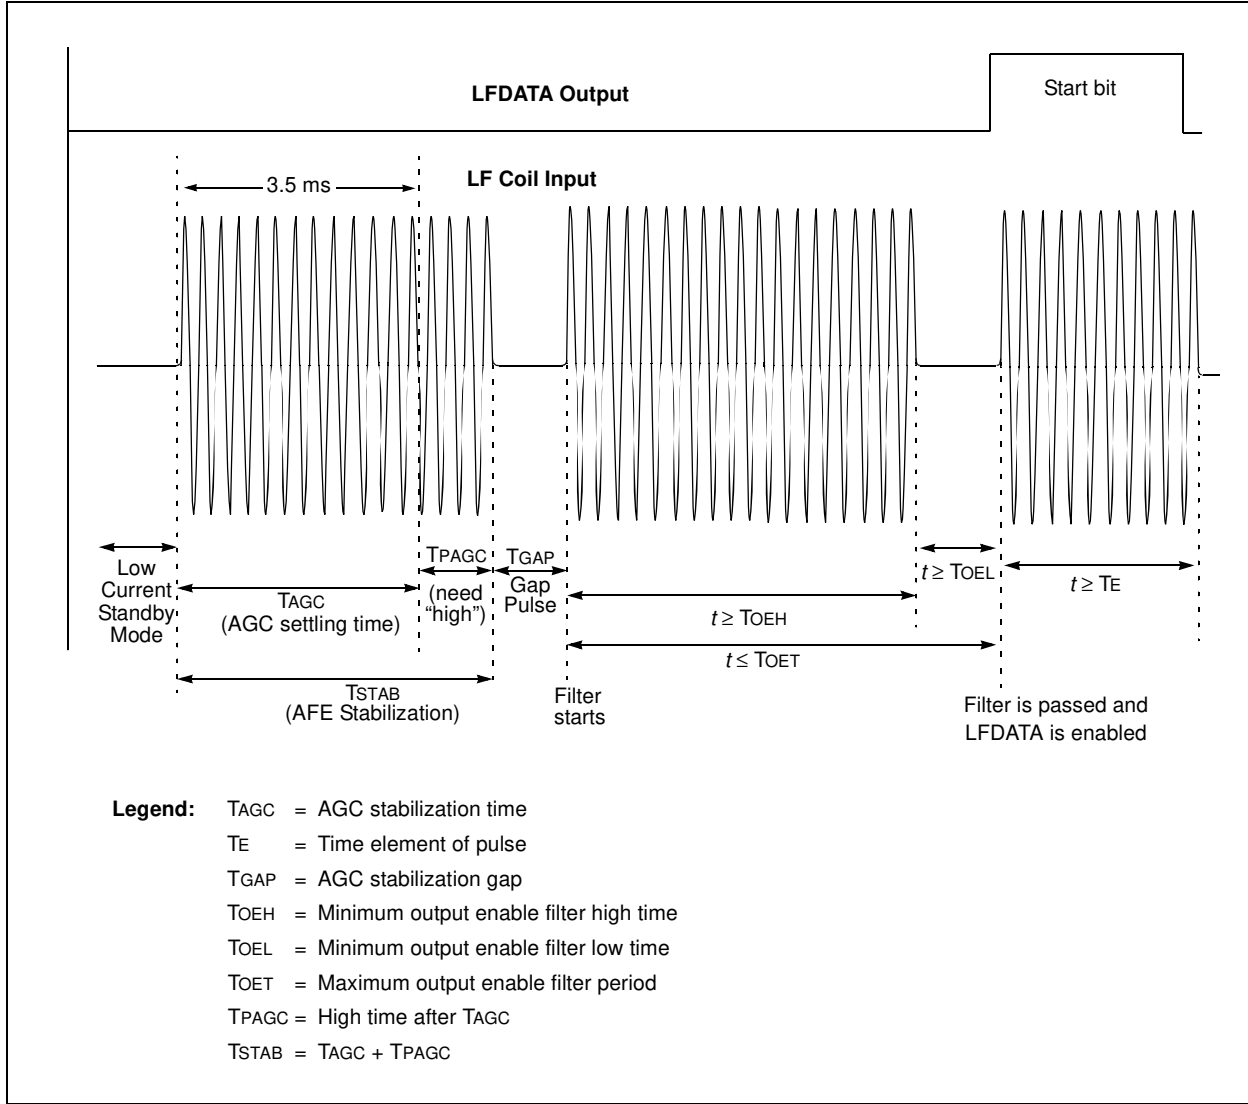 LFDATA Output
Start bit
3.5 ms
LF Coil Input
Low
Current
Standby
Mode
TAGC
(AGC settling time)
TPAGC
(need
“high”)
TGAP
Gap
Pulse
t ≥ TOEH
t ≥ TOEL
t ≥ TE
t ≤ TOET
TSTAB
(AFE Stabilization)
Filter
starts
Filter is passed and
LFDATA is enabled
Legend: TAGC = AGC stabilization time
TE = Time element of pulse
TGAP = AGC stabilization gap
TOEH = Minimum output enable filter high time
TOEL = Minimum output enable filter low time
TOET = Maximum output enable filter period
TPAGC = High time after TAGC
TSTAB = TAGC + TPAGC